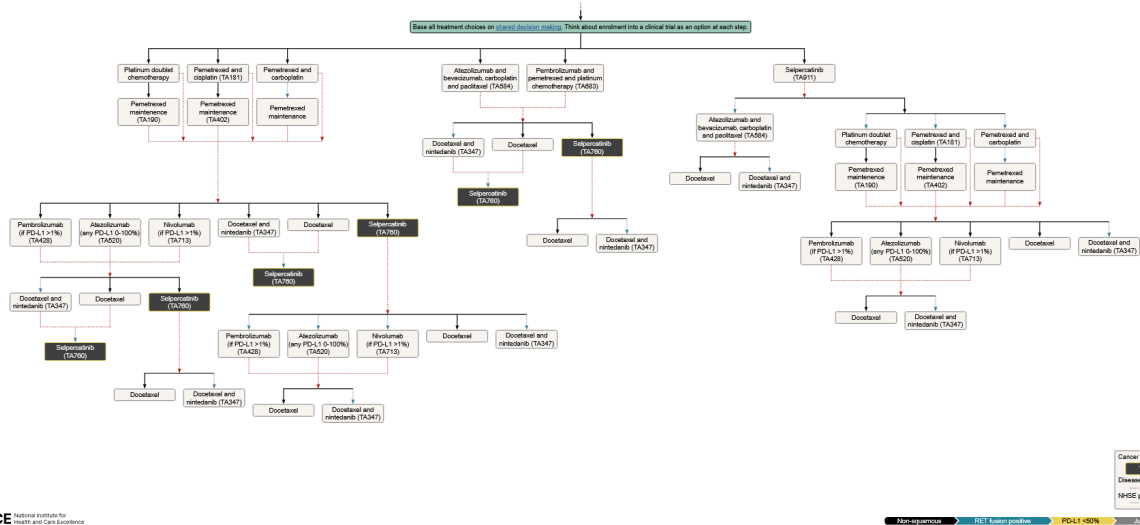 Base all treatment choices on shared decision making. Think about enrolment into a clinical trial as an option at each step.
Platinum doublet
chemotherapy
Pemetrexed and
cisplatin (TA181)
Pemetrexed and
carboplatin
Pemetrexed
maintenence
(TA190)
Pemetrexed
maintenance
(TA402)
Pemetrexed
maintenance
Atezolizumab and
bevacizumab, carboplatin
and paclitaxel (TA584)
Pembrolizumab and
pemetrexed and platinum
chemotherapy (TA683)
Selpercatinib
(TA911)
Docetaxel and
nintedanib (TA347)
Docetaxel
Selpercatinib
(TA760)
Selpercatinib
(TA760)
Docetaxel
Docetaxel and
nintedanib (TA347)
Atezolizumab and
bevacizumab, carboplatin
and paclitaxel (TA584)
Docetaxel
Docetaxel and
nintedanib (TA347)
Platinum doublet
chemotherapy
Pemetrexed and
cisplatin (TA181)
Pemetrexed and
carboplatin
Pemetrexed
maintenence
(TA190)
Pemetrexed
maintenance
(TA402)
Pemetrexed
maintenance
Pembrolizumab
(if PD-L1 >1%)
(TA428)
Atezolizumab
(any PD-L1 0-100%)
(TA520)
Nivolumab
(if PD-L1 >1%)
(TA713)
Docetaxel
Docetaxel and
nintedanib (TA347)
Docetaxel
Docetaxel and
nintedanib (TA347)
Pembrolizumab
(if PD-L1 >1%)
(TA428)
Atezolizumab
(any PD-L1 0-100%)
(TA520)
Nivolumab
(if PD-L1 >1%)
(TA713)
Docetaxel and
nintedanib (TA347)
Docetaxel
Selpercatinib
(TA760)
Selpercatinib
(TA760)
Docetaxel and
nintedanib (TA347)
Docetaxel
Selpercatinib
(TA760)
Selpercatinib
(TA760)
Docetaxel
Docetaxel and
nintedanib (TA347)
Pembrolizumab
(if PD-L1 >1%)
(TA428)
Atezolizumab
(any PD-L1 0-100%)
(TA520)
Nivolumab
(if PD-L1 >1%)
(TA713)
Docetaxel
Docetaxel and
nintedanib (TA347)
Docetaxel
Docetaxel and
nintedanib (TA347)
Cancer
Disease
NHSE
CE National Institute for
Health and Care Excellence
Non-squamous
RET fusion positive
PD-L1 <50%